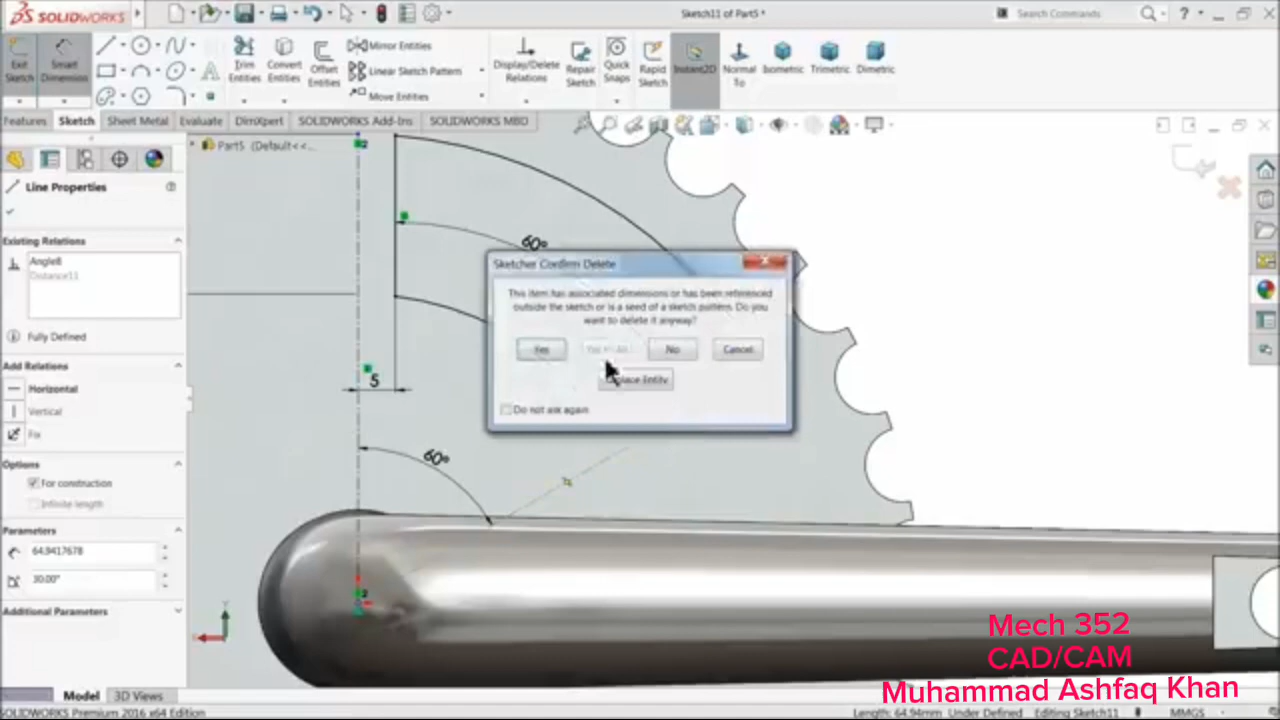 SOLIDWORKS
Sketch11 of Part5 *
Search Commands
Exit Sketch
Smart Dimension
Trim Entities
Convert Entities
Offset Entities
Mirror Entities
Linear Sketch Pattern
Move Entities
Display/Delete Relations
Repair Sketch
Quick Snaps
Rapid Sketch
Instant2D
Normal To
Isometric
Trimetric
Dimetric
Features
Sketch
Sheet Metal
Evaluate
DimXpert
SOLIDWORKS Add-Ins
SOLIDWORKS MBD
Part5 (Default<<...
Line Properties
Existing Relations
Angle8
Distance11
Fully Defined
Add Relations
Horizontal
Vertical
Fix
Options
For construction
Infinite length
Parameters
64.9417678
30.00°
Additional Parameters
2
60°
5
60°
2
Sketcher Confirm Delete
This item has associated dimensions or has been referenced
outside the sketch or is a seed of a sketch pattern. Do you
want to delete it anyway?
Yes
No
Cancel
Entity
Do not ask again
Mech 352
CAD/CAM
Muhammad Ashfaq Khan
Model
3D Views
SOLIDWORKS Premium 2016 x64 Edition
Length: 64.94mm
Under Defined
Editing Sketch11
MMGS